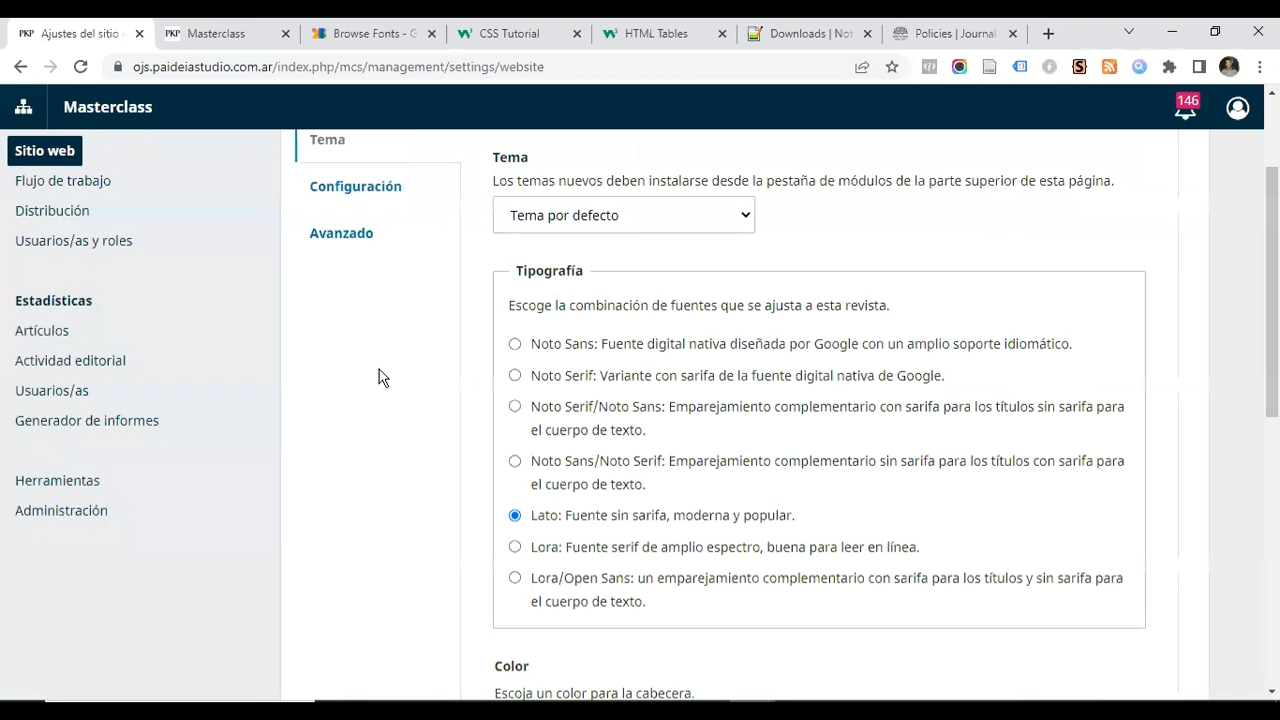 Ajustes del sitio
Masterclass
Browse Fonts - G
CSS Tutorial
HTML Tables
Downloads | Not
Policies | Journal
ojs.paideiastudio.com.ar/index.php/mcs/management/settings/website
Masterclass
146
Sitio web
Flujo de trabajo
Distribución
Usuarios/as y roles
Estadísticas
Artículos
Actividad editorial
Usuarios/as
Generador de informes
Herramientas
Administración
Tema
Configuración
Avanzado
Tema
Los temas nuevos deben instalarse desde la pestaña de módulos de la parte superior de esta página.
Tema por defecto
Tipografía
Escoge la combinación de fuentes que se ajusta a esta revista.
Noto Sans: Fuente digital nativa diseñada por Google con un amplio soporte idiomático.
Noto Serif: Variante con sarifa de la fuente digital nativa de Google.
Noto Serif/Noto Sans: Emparejamiento complementario con sarifa para los títulos sin sarifa para
el cuerpo de texto.
Noto Sans/Noto Serif: Emparejamiento complementario sin sarifa para los títulos con sarifa para
el cuerpo de texto.
Lato: Fuente sin sarifa, moderna y popular.
Lora: Fuente serif de amplio espectro, buena para leer en línea.
Lora/Open Sans: un emparejamiento complementario con sarifa para los títulos y sin sarifa para
el cuerpo de texto.
Color
Escoja un color para la cabecera.